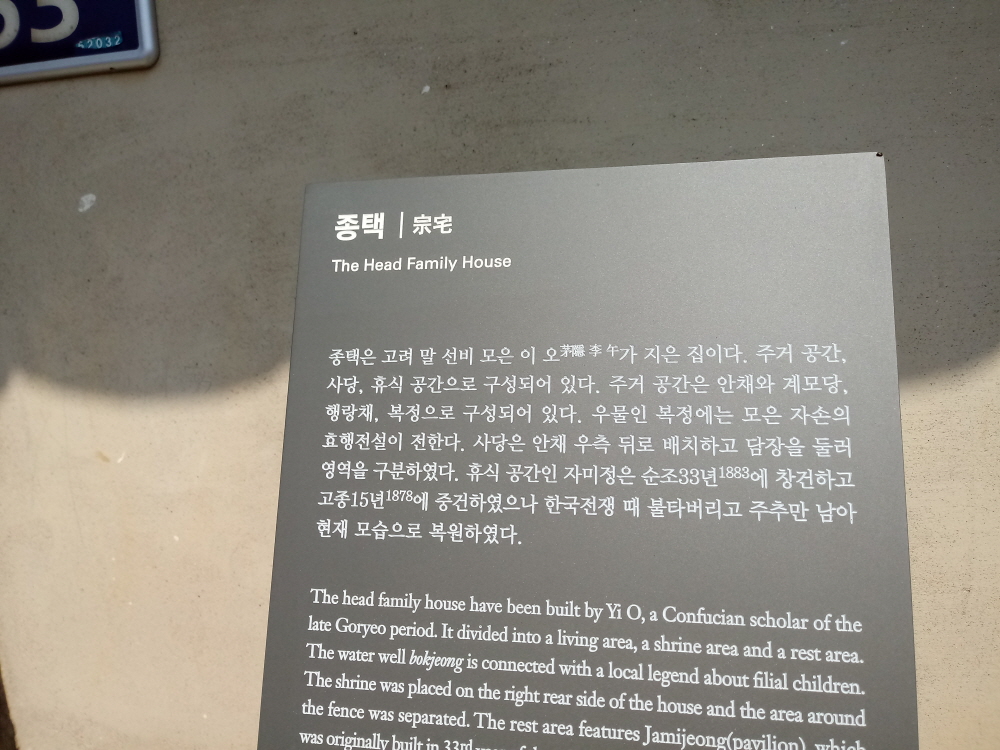 52032
종택 | 宗宅
The Head Family House
종택은 고려 말 선비 모은 이 오茅隱 李 午가 지은 집이다. 주거 공간,
사당, 휴식 공간으로 구성되어 있다. 주거 공간은 안채와 계모당,
행랑채, 복정으로 구성되어 있다. 우물인 복정에는 모은 자손의
효행전설이 전한다. 사당은 안채 우측 뒤로 배치하고 담장을 둘러
영역을 구분하였다. 휴식 공간인 자미정은 순조33년1883에 창건하고
고종15년1878에 중건하였으나 한국전쟁 때 불타버리고 주추만 남아
현재 모습으로 복원하였다.
The head family house have been built by Yi O, a Confucian scholar of the
late Goryeo period. It divided into a living area, a shrine area and a rest area.
The water well bokjeong is connected with a local legend about filial children.
The shrine was placed on the right rear side of the house and the area around
the fence was separated. The rest area features Jamijeong(pavilion), which
was originally built in 33rd year of